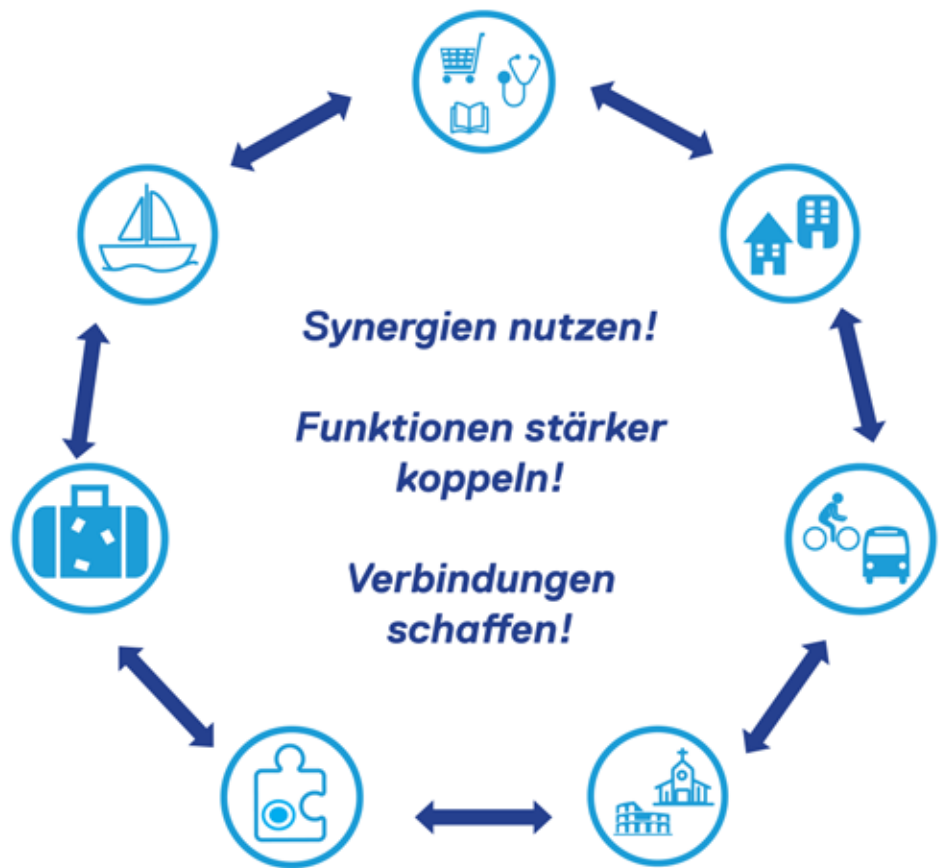 Synergien nutzen!
Funktionen stärker
koppeln!
Verbindungen
schaffen!